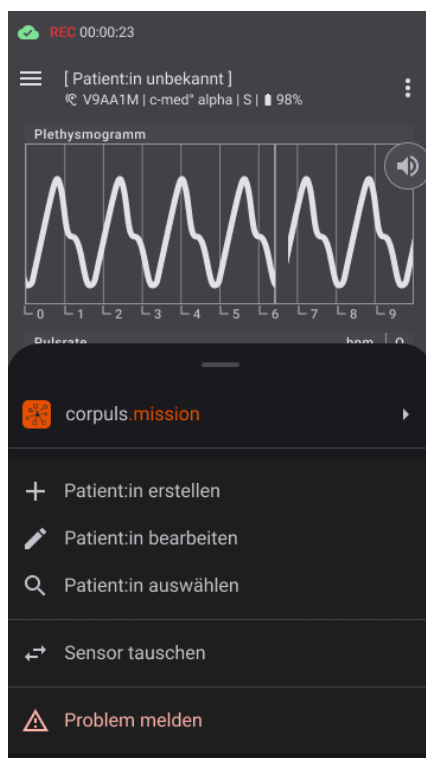 REC 00:00:23
[ Patient:in unbekannt ]
V9AA1M | c-med° alpha | S | 98%
Plethysmogramm
0 1 2 3 4 5 6 7 8 9
Pulsrate bpm
corpuls.mission
Patient:in erstellen
Patient:in bearbeiten
Patient:in auswählen
Sensor tauschen
Problem melden